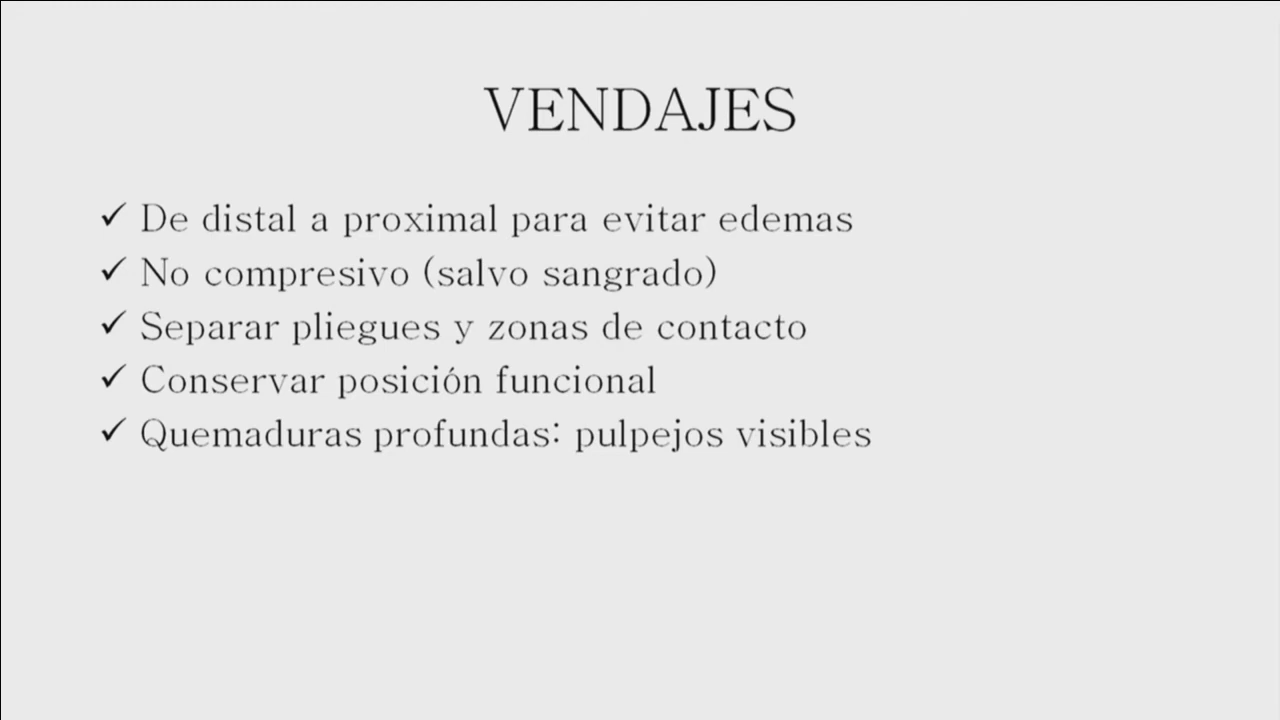 VENDAJES
✓ De distal a proximal para evitar edemas
✓ No compresivo (salvo sangrado)
✓ Separar pliegues y zonas de contacto
✓ Conservar posición funcional
✓ Quemaduras profundas: pulpejos visibles